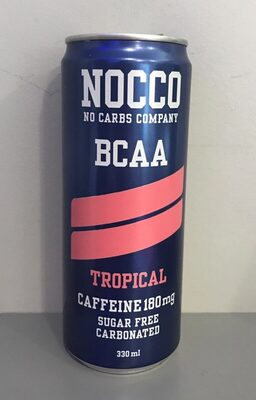 NOCCO
NO CARBS COMPANY
BCAA
TROPICAL
CAFFEINE 180mg
SUGAR FREE
CARBONATED
330 ml